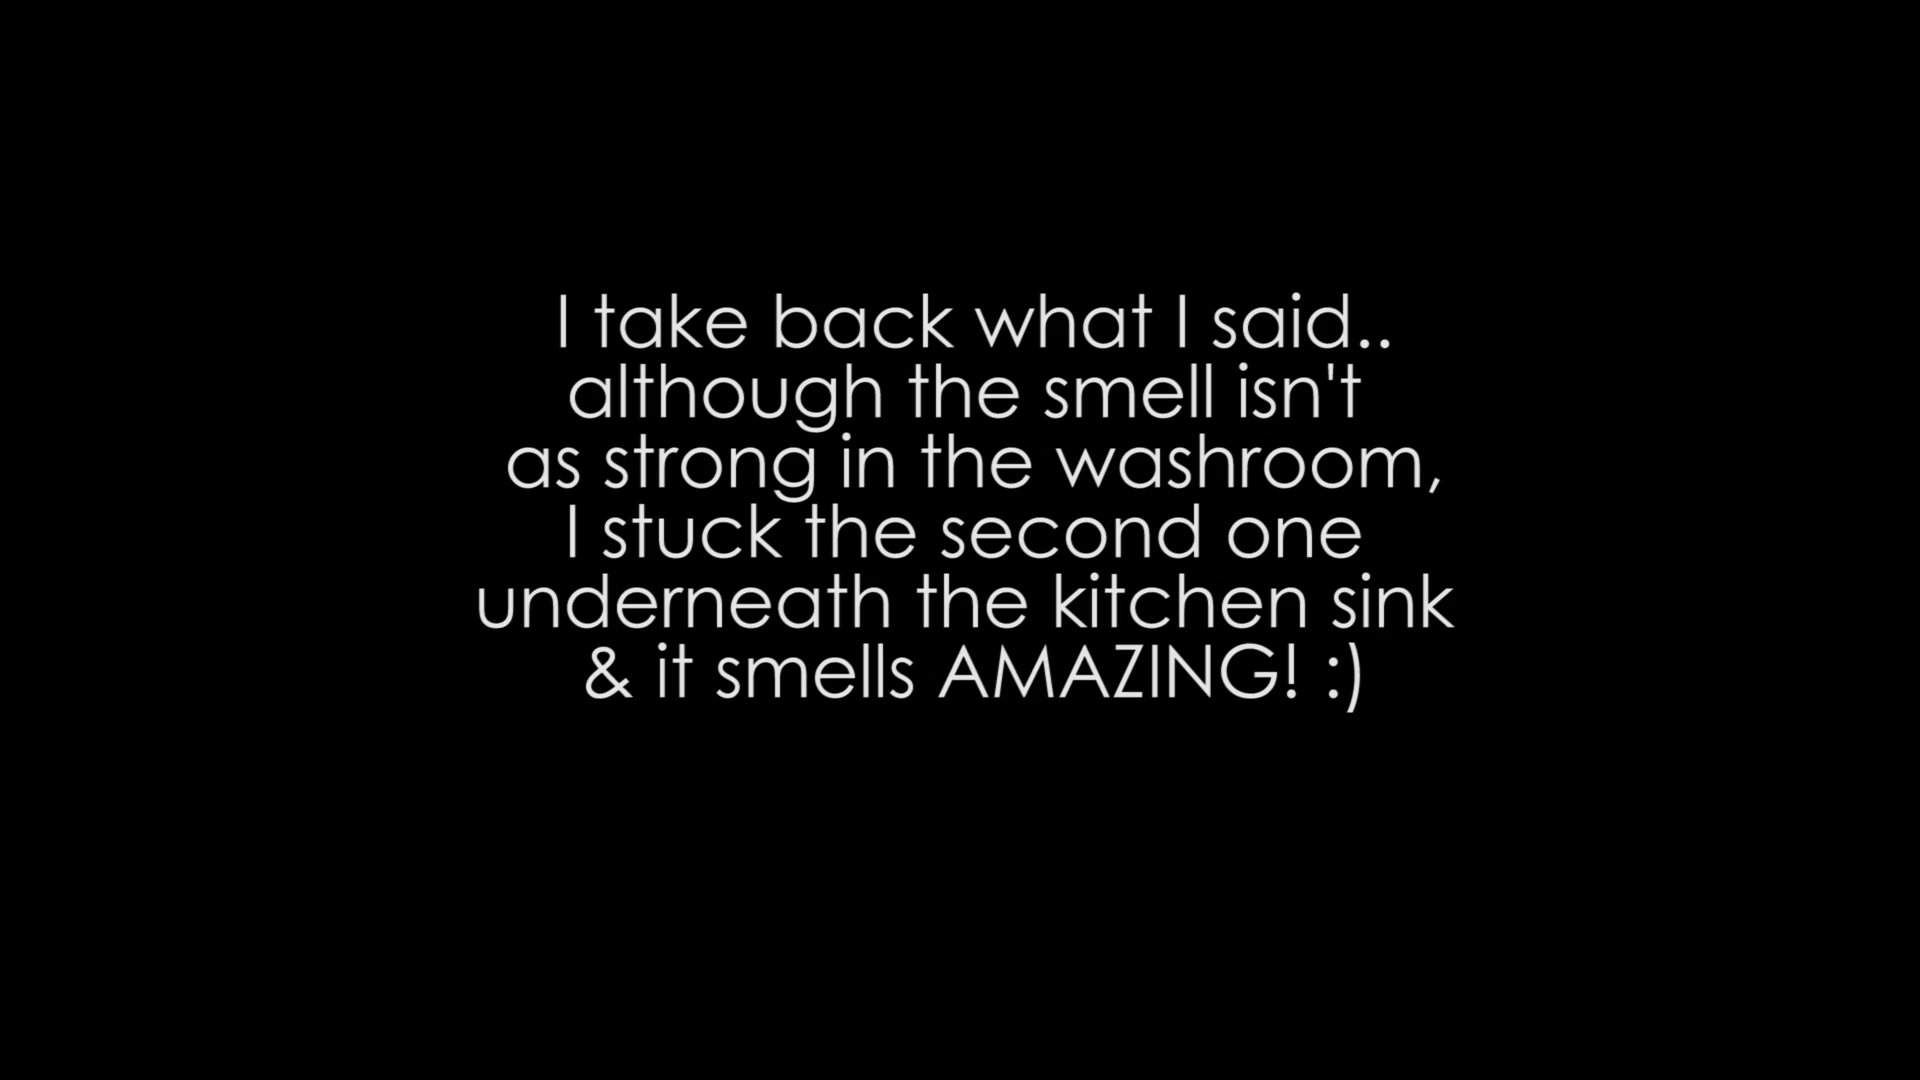 I take back what I said..
although the smell isn't
as strong in the washroom,
I stuck the second one
underneath the kitchen sink
& it smells AMAZING! :)